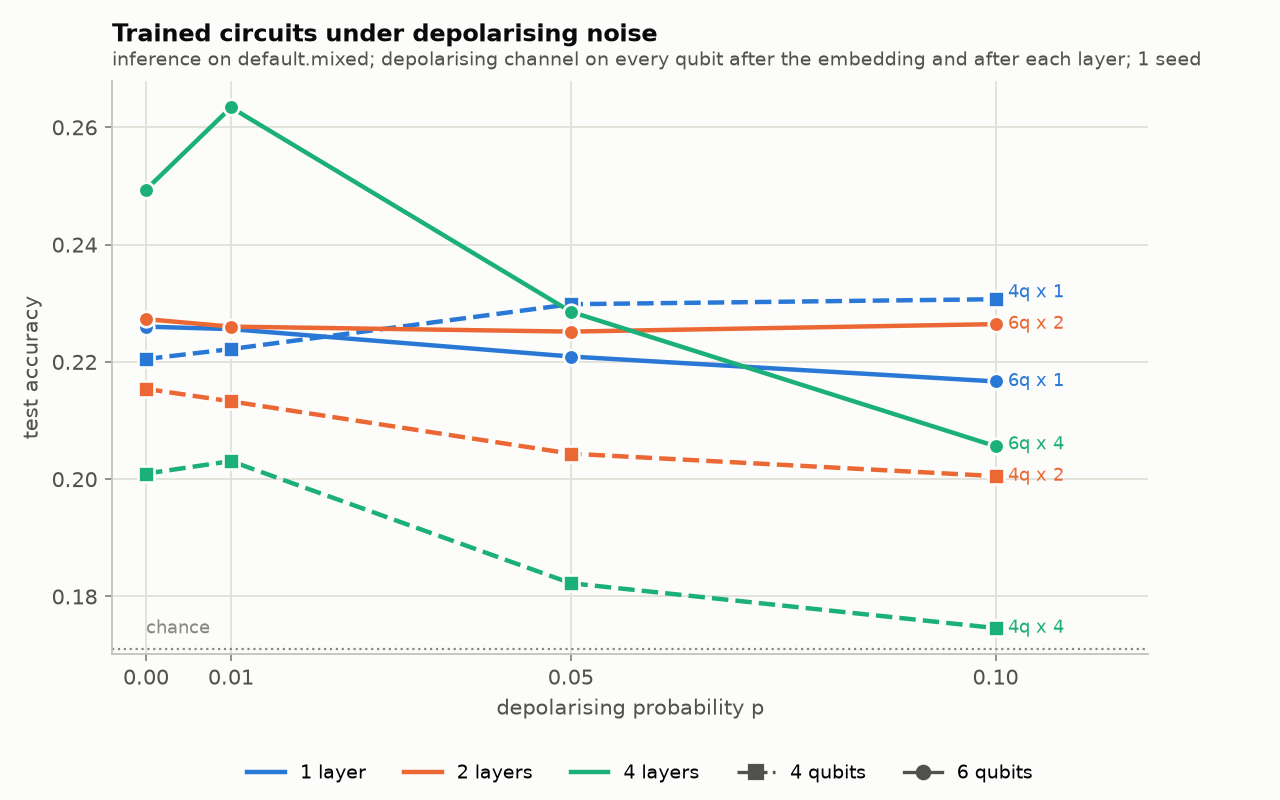 Trained circuits under depolarising noise
inference on default.mixed; depolarising channel on every qubit after the embedding and after each layer; 1 seed
test accuracy
0.26
0.24
0.22
0.20
0.18
4q x 1
6q x 2
6q x 1
6q x 4
4q x 2
4q x 4
chance
0.00 0.01 0.05 0.10
depolarising probability p
1 layer 2 layers 4 layers 4 qubits 6 qubits